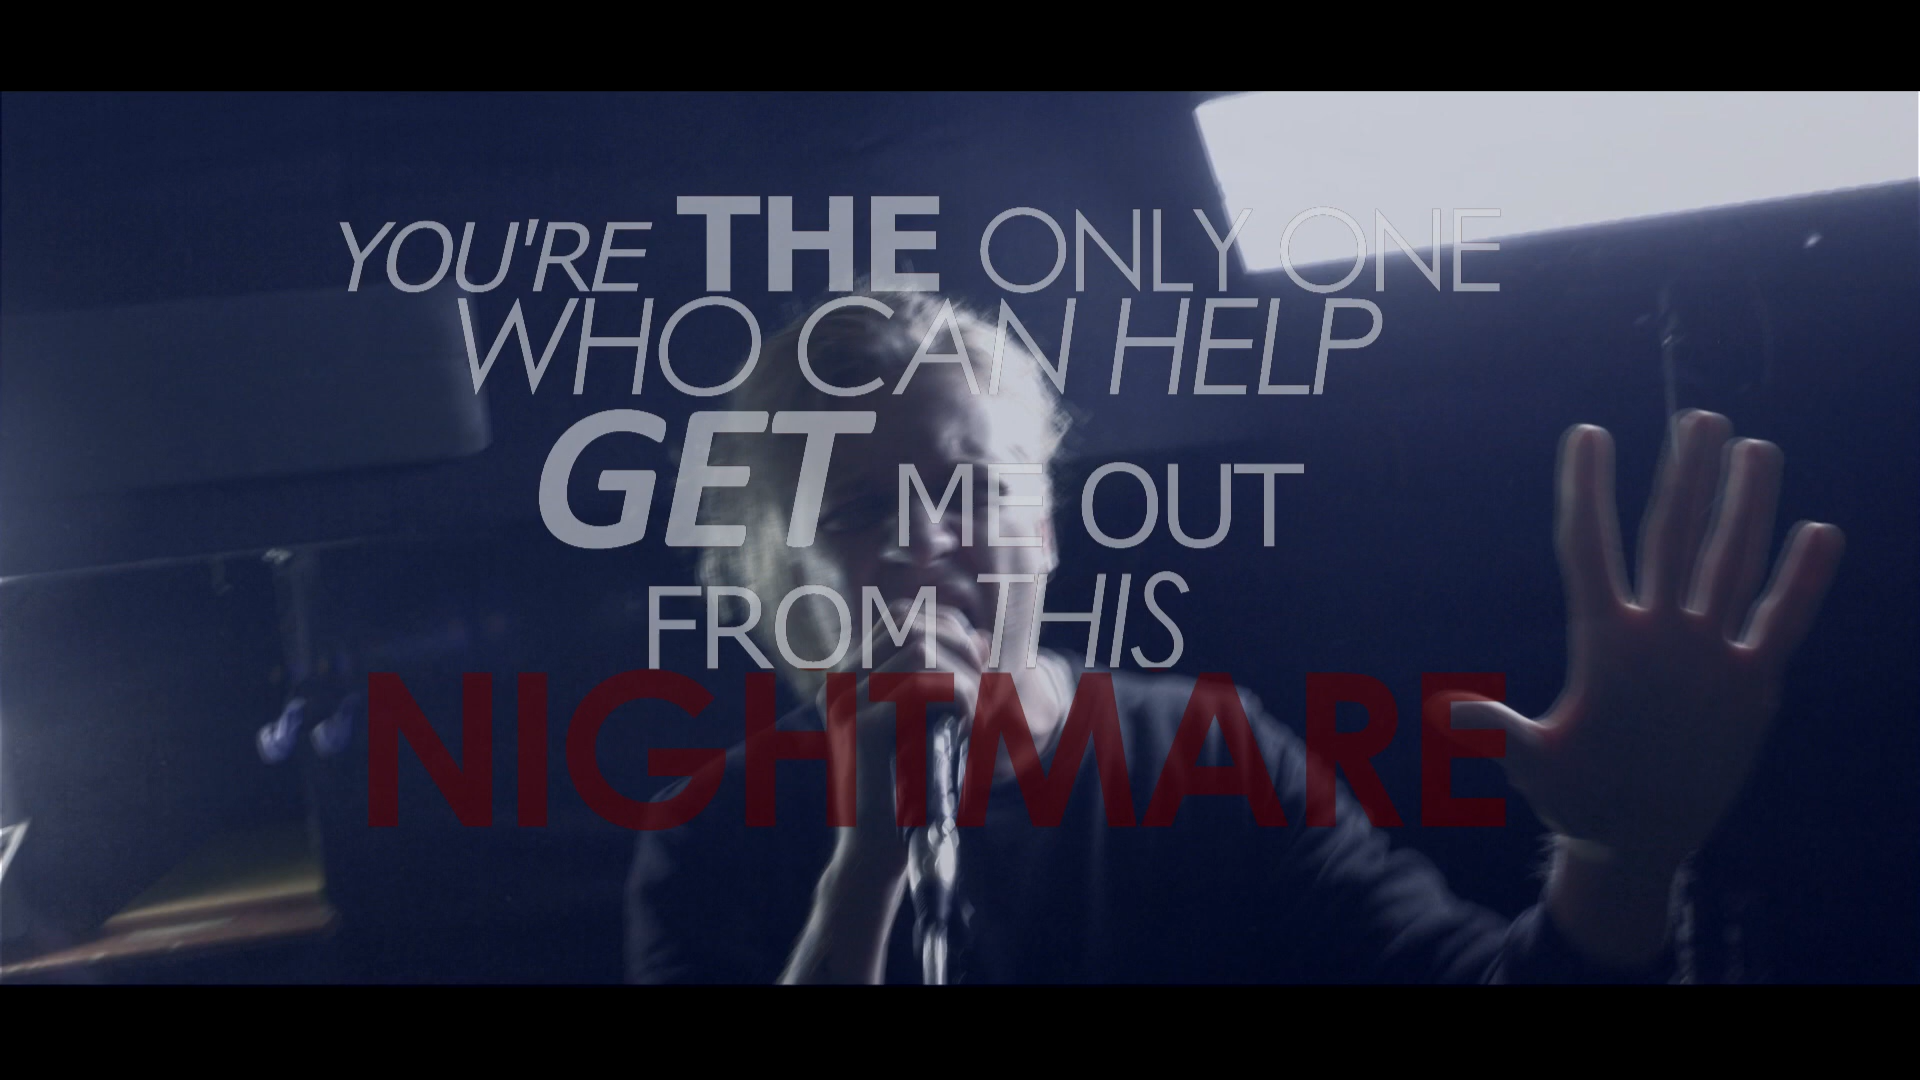 YOU'RE THE ONLY ONE
WHO CAN HELP
GET ME OUT
FROM THIS
NIGHTMARE